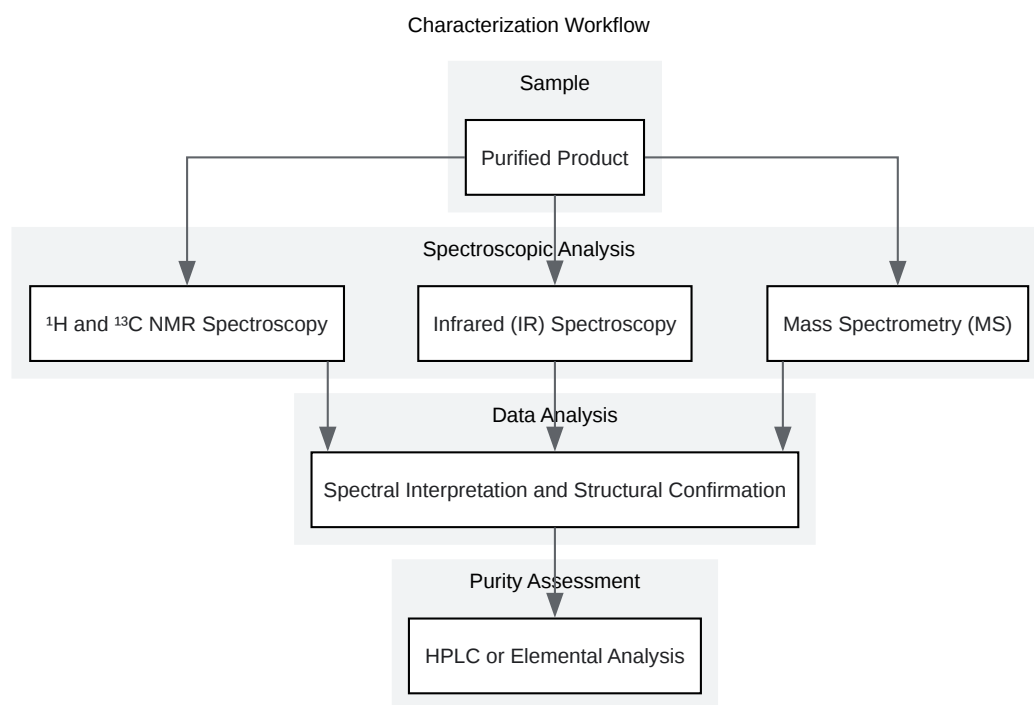 Characterization Workflow
Sample
Purified Product
Spectroscopic Analysis
¹H and ¹³C NMR Spectroscopy
Infrared (IR) Spectroscopy
Mass Spectrometry (MS)
Data Analysis
Spectral Interpretation and Structural Confirmation
Purity Assessment
HPLC or Elemental Analysis